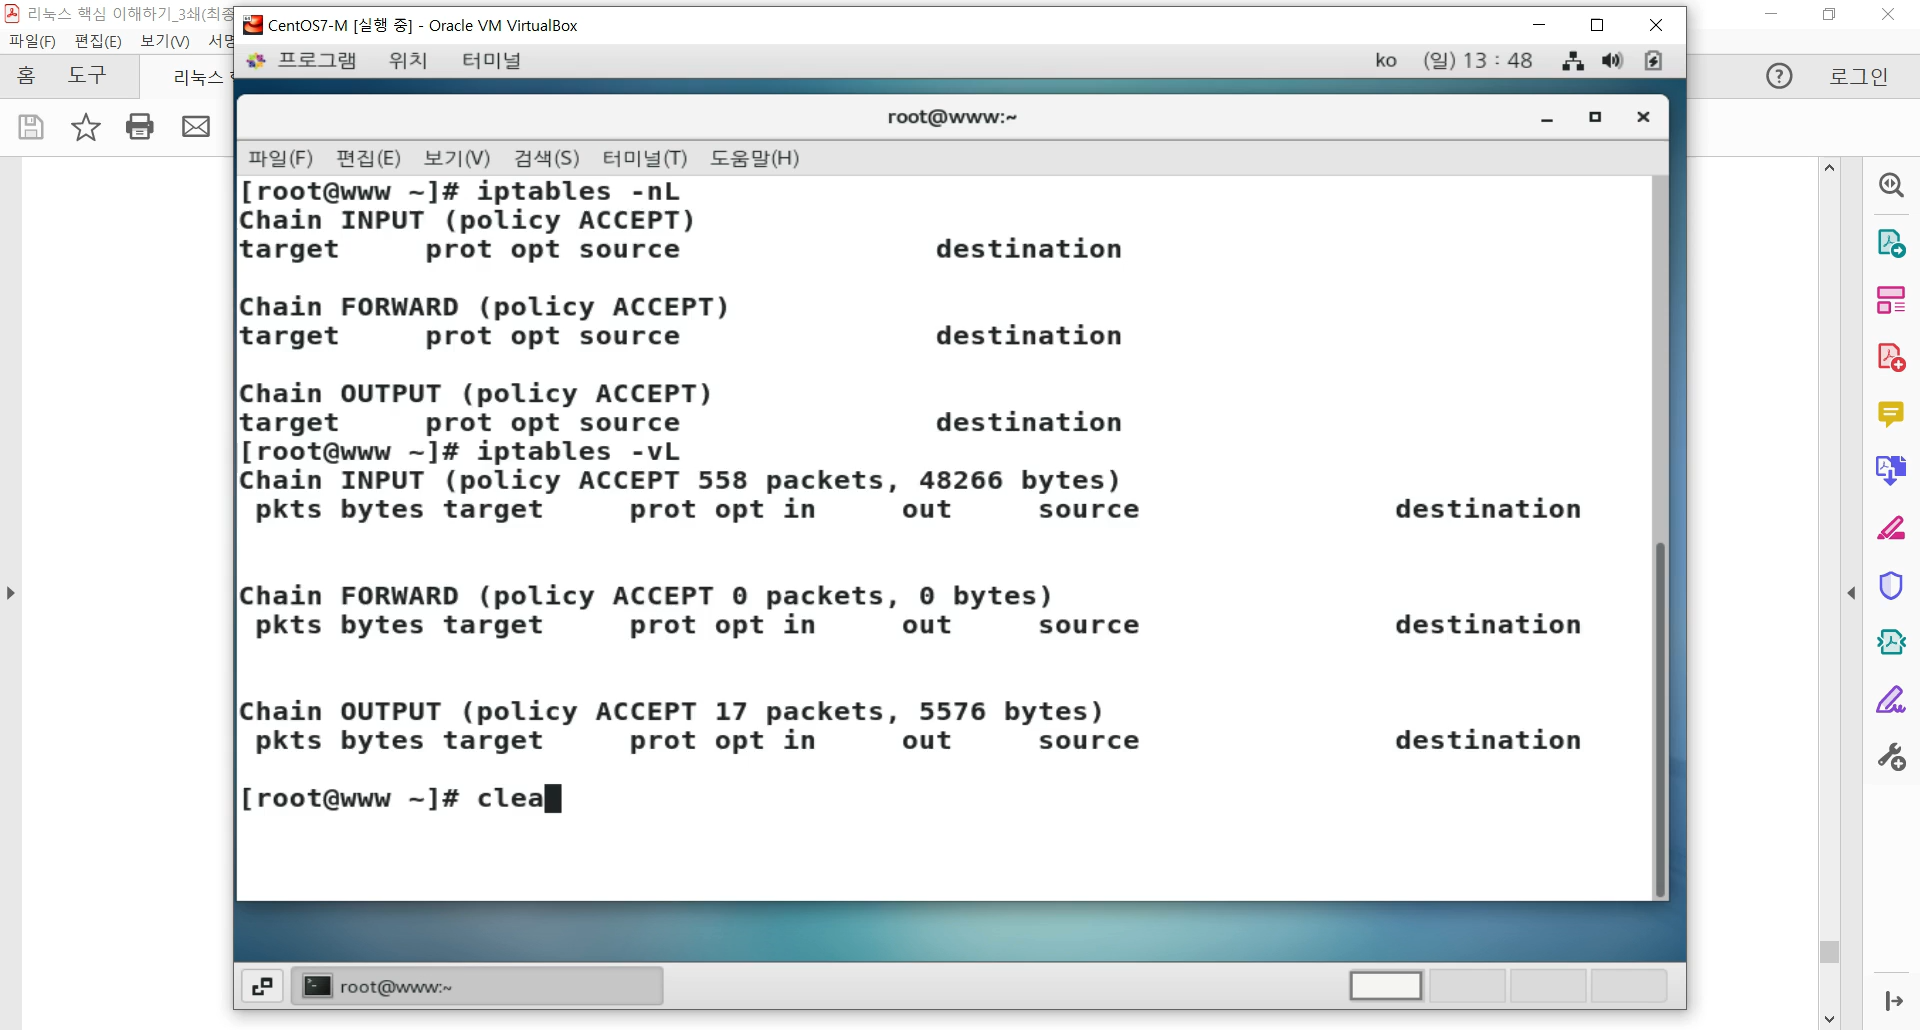 리눅스 핵심 이해하기_3쇄(최종
파일(F) 편집(E) 보기(V) 서명
홈 도구 리눅스
로그인
CentOS7-M [실행 중] - Oracle VM VirtualBox
프로그램 위치 터미널 ko (일) 13 : 48
root@www:~
파일(F) 편집(E) 보기(V) 검색(S) 터미널(T) 도움말(H)
[root@www ~]# iptables -nL
Chain INPUT (policy ACCEPT)
target prot opt source destination
Chain FORWARD (policy ACCEPT)
target prot opt source destination
Chain OUTPUT (policy ACCEPT)
target prot opt source destination
[root@www ~]# iptables -vL
Chain INPUT (policy ACCEPT 558 packets, 48266 bytes)
pkts bytes target prot opt in out source destination
Chain FORWARD (policy ACCEPT 0 packets, 0 bytes)
pkts bytes target prot opt in out source destination
Chain OUTPUT (policy ACCEPT 17 packets, 5576 bytes)
pkts bytes target prot opt in out source destination
[root@www ~]# clea
root@www:~